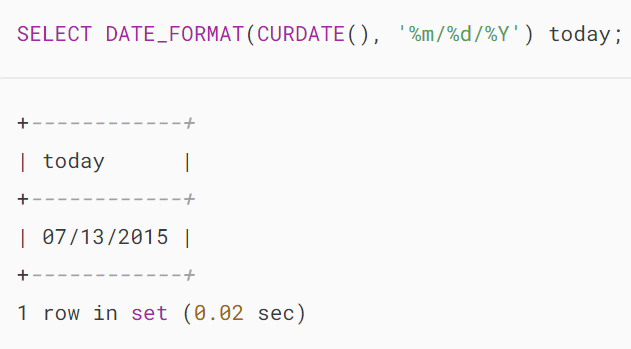 SELECT DATE_FORMAT(CURDATE(), '%m/%d/%Y') today;
+------------+
| today      |
+------------+
| 07/13/2015 |
+------------+
1 row in set (0.02 sec)